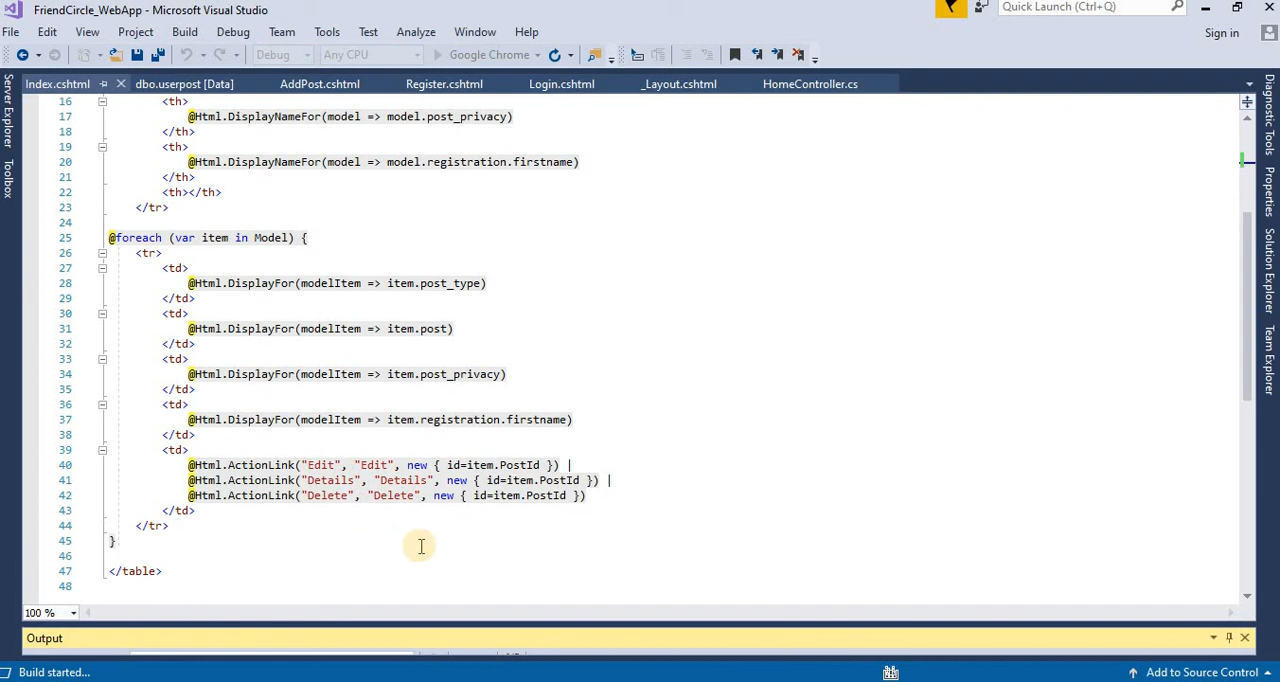 FriendCircle_WebApp - Microsoft Visual Studio
Quick Launch (Ctrl+Q)
File Edit View Project Build Debug Team Tools Test Analyze Window Help
Sign in
Debug Any CPU Google Chrome
Index.cshtml dbo.userpost [Data] AddPost.cshtml Register.cshtml Login.cshtml _Layout.cshtml HomeController.cs
Server Explorer
Toolbox
16 <th>
17 @Html.DisplayNameFor(model => model.post_privacy)
18 </th>
19 <th>
20 @Html.DisplayNameFor(model => model.registration.firstname)
21 </th>
22 <th></th>
23 </tr>
24
25 @foreach (var item in Model) {
26 <tr>
27 <td>
28 @Html.DisplayFor(modelItem => item.post_type)
29 </td>
30 <td>
31 @Html.DisplayFor(modelItem => item.post)
32 </td>
33 <td>
34 @Html.DisplayFor(modelItem => item.post_privacy)
35 </td>
36 <td>
37 @Html.DisplayFor(modelItem => item.registration.firstname)
38 </td>
39 <td>
40 @Html.ActionLink("Edit", "Edit", new { id=item.PostId }) |
41 @Html.ActionLink("Details", "Details", new { id=item.PostId }) |
42 @Html.ActionLink("Delete", "Delete", new { id=item.PostId })
43 </td>
44 </tr>
45 }
46
47 </table>
48
Diagnostic Tools
Properties
Solution Explorer
Team Explorer
100 %
Output
Build started...
Add to Source Control